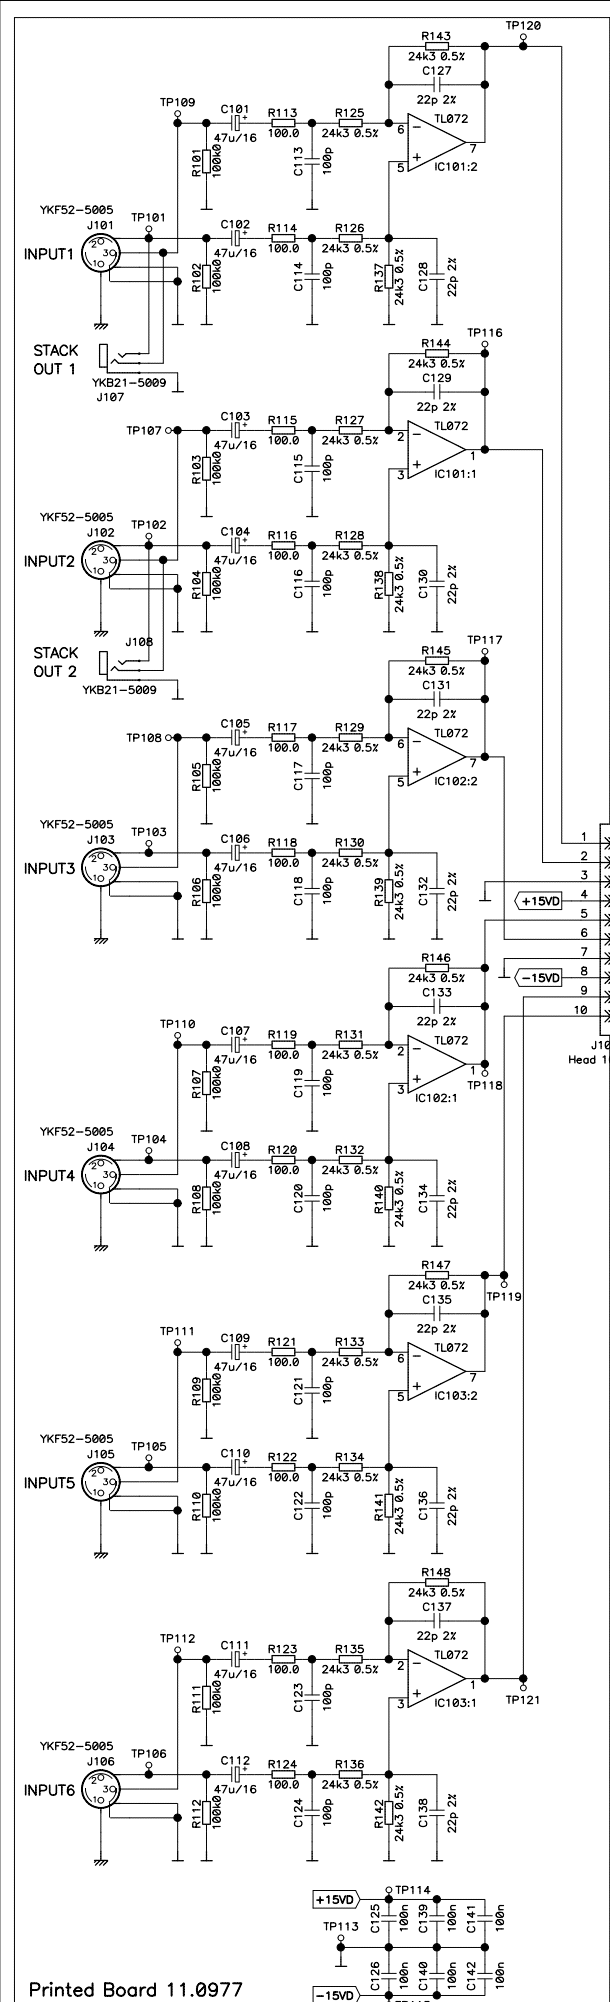 TP120
R143
24k3 0.5%
C127
22p 2%
TP109
C101
R113
R125
TL072
47u/16
100.0
24k3 0.5%
6
7
5
IC101:2
R101
100k0
C113
100p
YKF52-5005
J101
TP101
C102
R114
R126
47u/16
100.0
24k3 0.5%
INPUT1
2
3
1
R102
100k0
C114
100p
R137
24k3 0.5%
C128
22p 2%
STACK
OUT 1
YKB21-5009
J107
TP116
R144
24k3 0.5%
C129
22p 2%
TP107
C103
R115
R127
TL072
47u/16
100.0
24k3 0.5%
2
1
3
IC101:1
R103
100k0
C115
100p
YKF52-5005
J102
TP102
C104
R116
R128
47u/16
100.0
24k3 0.5%
INPUT2
2
3
1
R104
100k0
C116
100p
R138
24k3 0.5%
C130
22p 2%
STACK
OUT 2
J108
YKB21-5009
TP117
R145
24k3 0.5%
C131
22p 2%
TP108
C105
R117
R129
TL072
47u/16
100.0
24k3 0.5%
6
7
5
IC102:2
R105
100k0
C117
100p
YKF52-5005
J103
TP103
C106
R118
R130
47u/16
100.0
24k3 0.5%
INPUT3
2
3
1
R106
100k0
C118
100p
R139
24k3 0.5%
C132
22p 2%
1
2
3
+15VD 4
5
6
7
-15VD 8
9
10
J10
Head 1
R146
24k3 0.5%
C133
22p 2%
TP110
C107
R119
R131
TL072
47u/16
100.0
24k3 0.5%
2
1
3
TP118
IC102:1
R107
100k0
C119
100p
YKF52-5005
J104
TP104
C108
R120
R132
47u/16
100.0
24k3 0.5%
INPUT4
2
3
1
R108
100k0
C120
100p
R140
24k3 0.5%
C134
22p 2%
R147
24k3 0.5%
TP119
C135
22p 2%
TP111
C109
R121
R133
TL072
47u/16
100.0
24k3 0.5%
6
7
5
IC103:2
R109
100k0
C121
100p
YKF52-5005
J105
TP105
C110
R122
R134
47u/16
100.0
24k3 0.5%
INPUT5
2
3
1
R110
100k0
C122
100p
R141
24k3 0.5%
C136
22p 2%
R148
24k3 0.5%
C137
22p 2%
TP112
C111
R123
R135
TL072
47u/16
100.0
24k3 0.5%
2
1
3
IC103:1
TP121
R111
100k0
C123
100p
YKF52-5005
J106
TP106
C112
R124
R136
47u/16
100.0
24k3 0.5%
INPUT6
2
3
1
R112
100k0
C124
100p
R142
24k3 0.5%
C138
22p 2%
+15VD
TP114
C125
100n
C139
100n
C141
100n
TP113
C126
100n
C140
100n
C142
100n
-15VD
Printed Board 11.0977